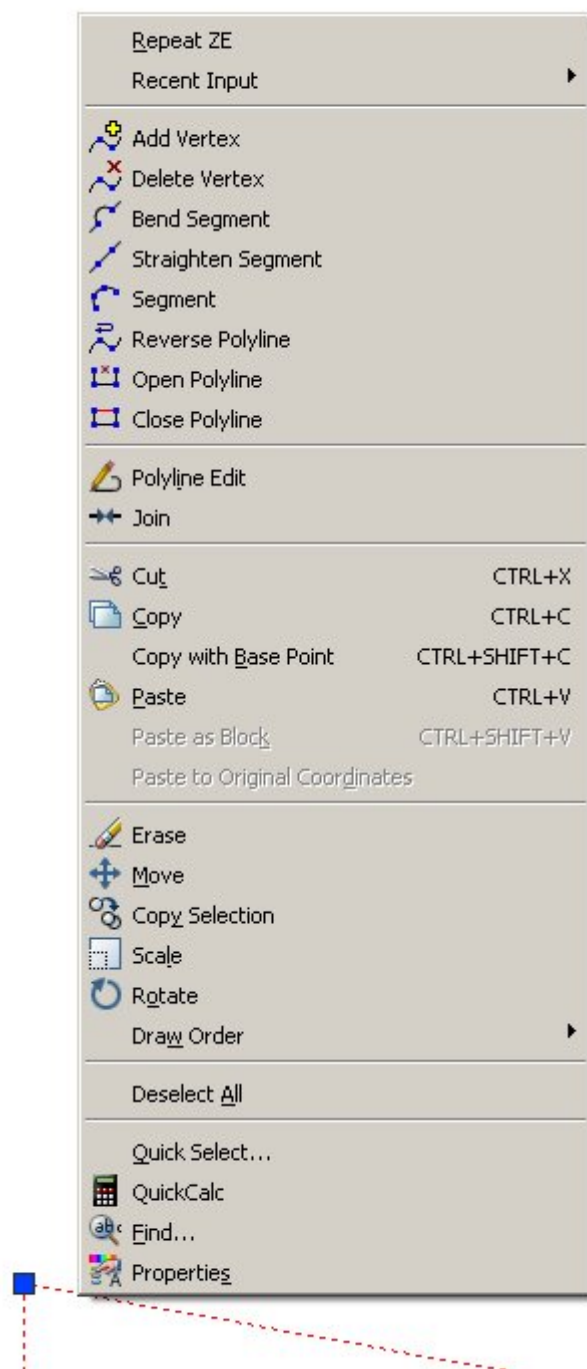 Repeat ZE
Recent Input
Add Vertex
Delete Vertex
Bend Segment
Straighten Segment
Segment
Reverse Polyline
Open Polyline
Close Polyline
Polyline Edit
Join
Cut CTRL+X
Copy CTRL+C
Copy with Base Point CTRL+SHIFT+C
Paste CTRL+V
Paste as Block CTRL+SHIFT+V
Paste to Original Coordinates
Erase
Move
Copy Selection
Scale
Rotate
Draw Order
Deselect All
Quick Select...
QuickCalc
Find...
Properties